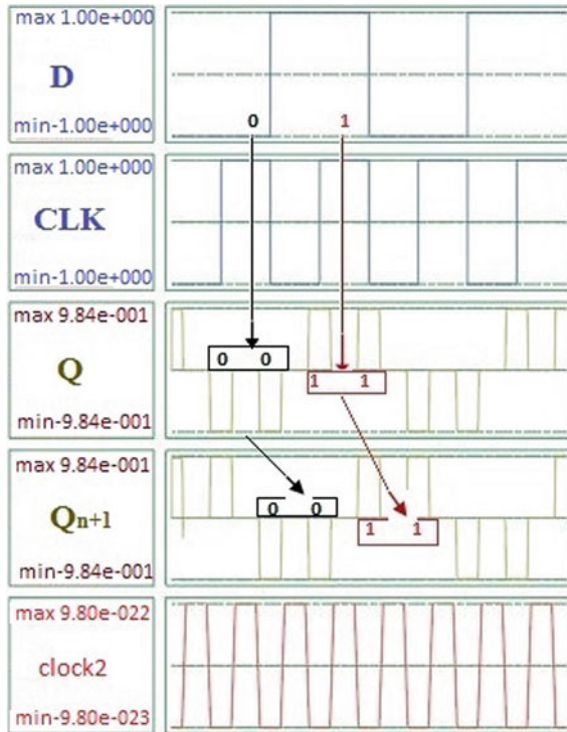 max 1.00e+000
D
min-1.00e+000
0 1
max 1.00e+000
CLK
min-1.00e+000
max 9.84e-001
Q
min-9.84e-001
0 0
1 1
max 9.84e-001
Qn+1
min-9.84e-001
0 0
1 1
max 9.80e-022
clock2
min-9.80e-023